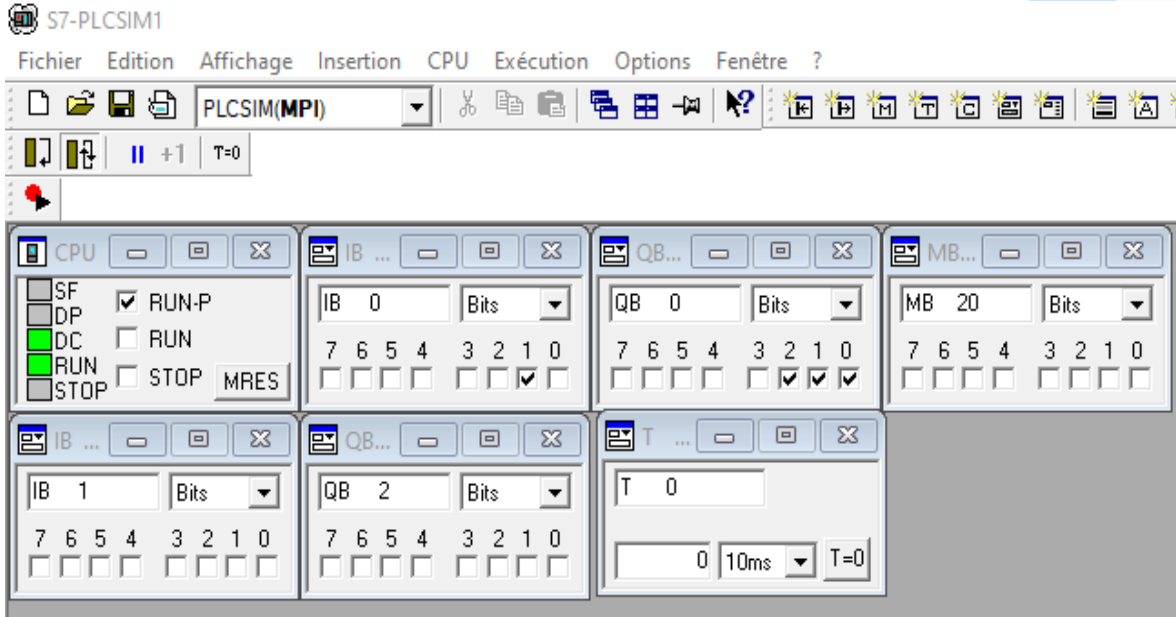 S7-PLCSIM1
Fichier Edition Affichage Insertion CPU Exécution Options Fenêtre ?
PLCSIM(MPI)
+1 T=0
CPU
SF
DP
DC
RUN
STOP
RUN-P
RUN
STOP
MRES
IB ...
IB 0 Bits
7 6 5 4 3 2 1 0
QB...
QB 0 Bits
7 6 5 4 3 2 1 0
MB...
MB 20 Bits
7 6 5 4 3 2 1 0
IB ...
IB 1 Bits
7 6 5 4 3 2 1 0
QB...
QB 2 Bits
7 6 5 4 3 2 1 0
T ...
T 0
0 10ms T=0